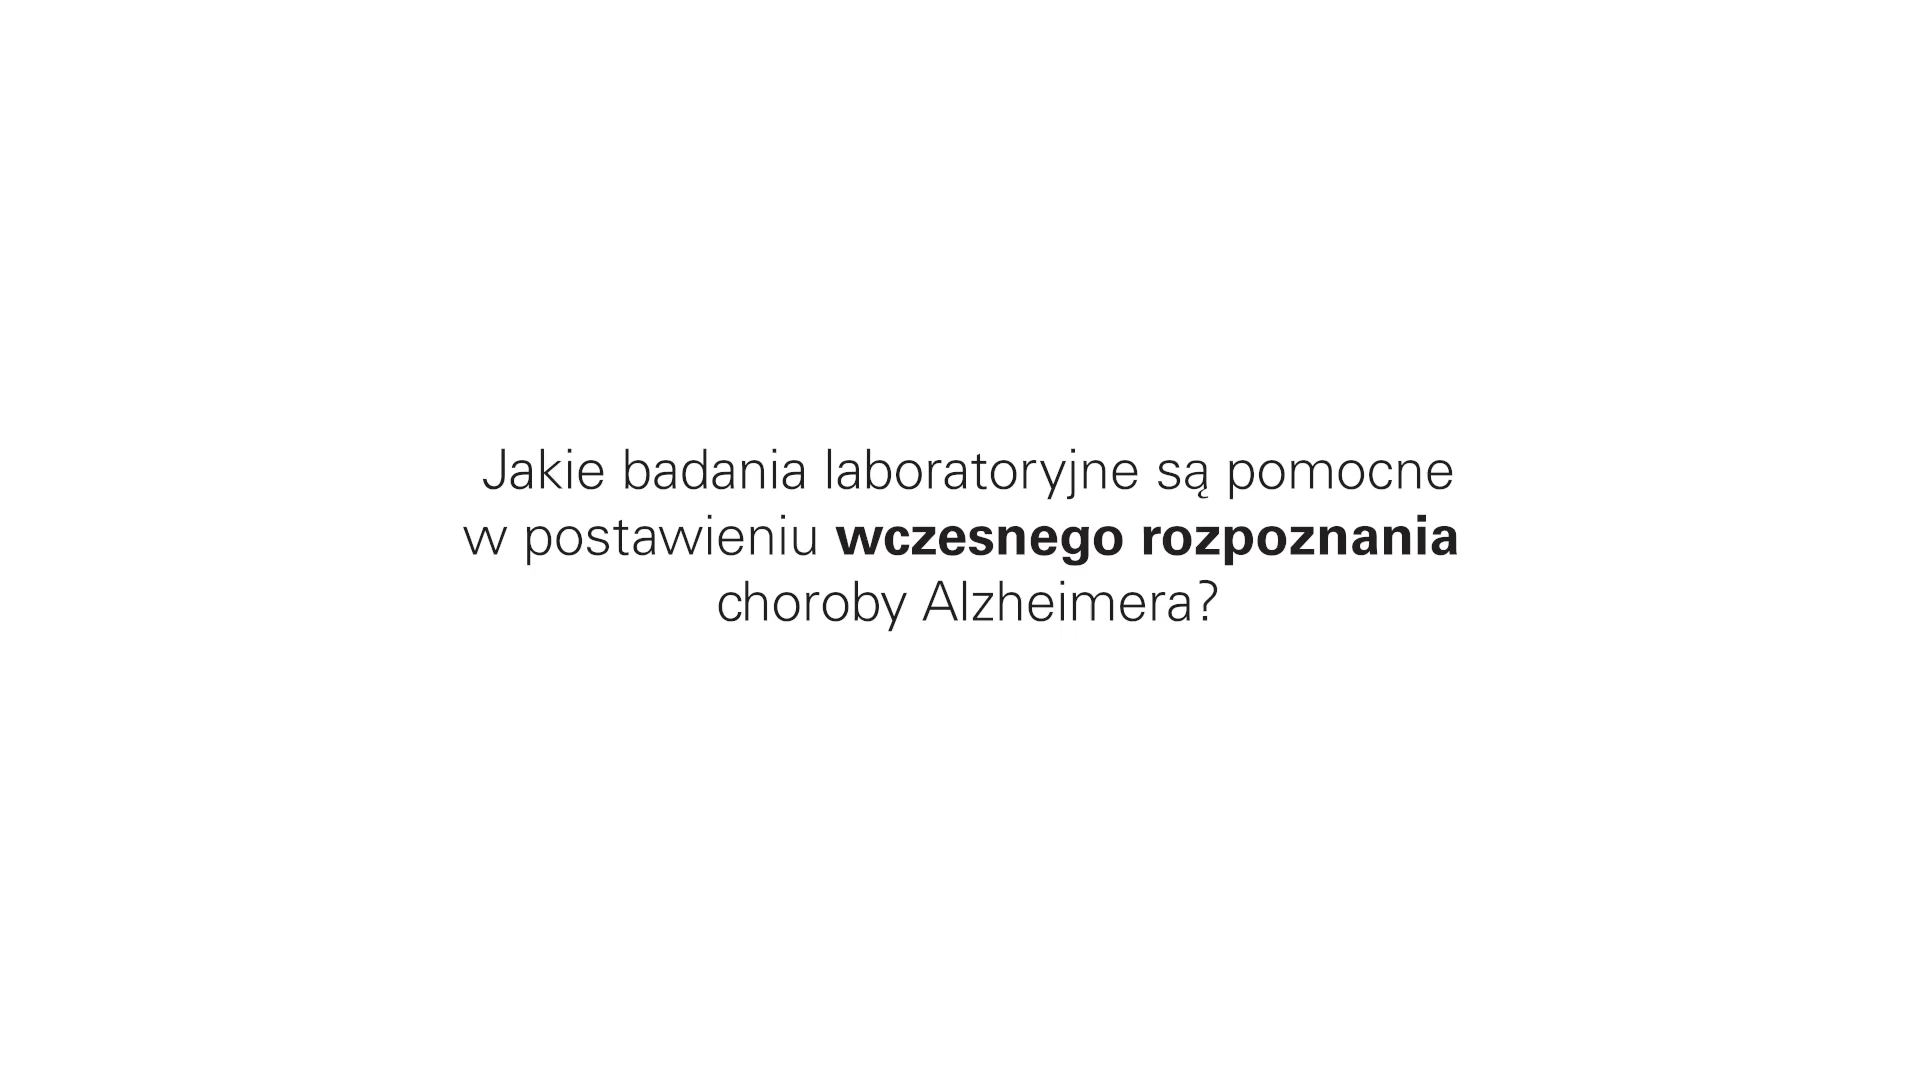 Jakie badania laboratoryjne są pomocne
w postawieniu wczesnego rozpoznania
choroby Alzheimera?